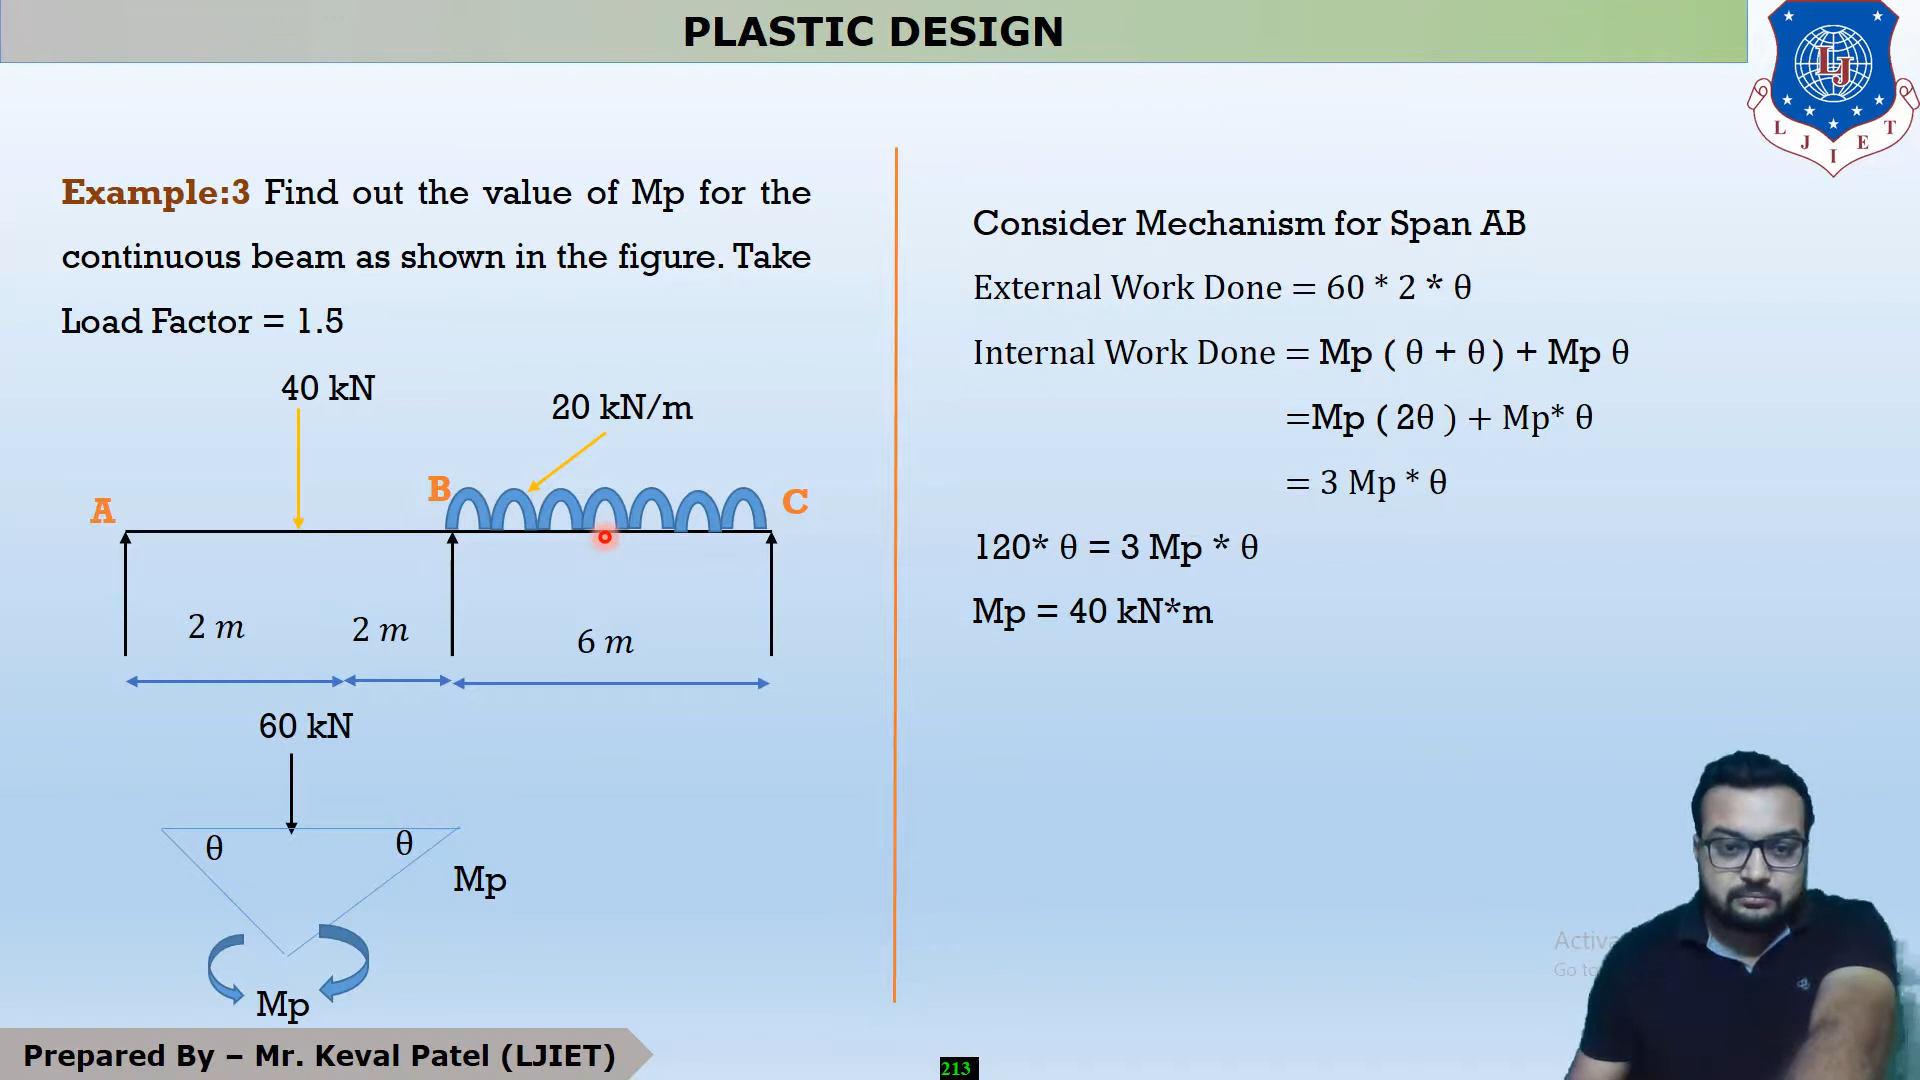 PLASTIC DESIGN
LJ
L J I E T
Example:3 Find out the value of Mp for the
continuous beam as shown in the figure. Take
Load Factor = 1.5
40 kN
20 kN/m
A
B
C
2 m
2 m
6 m
60 kN
θ
θ
Mp
Mp
Consider Mechanism for Span AB
External Work Done = 60 * 2 * θ
Internal Work Done = Mp ( θ + θ ) + Mp θ
=Mp ( 2θ ) + Mp* θ
= 3 Mp * θ
120* θ = 3 Mp * θ
Mp = 40 kN*m
Prepared By – Mr. Keval Patel (LJIET)
213
Go to